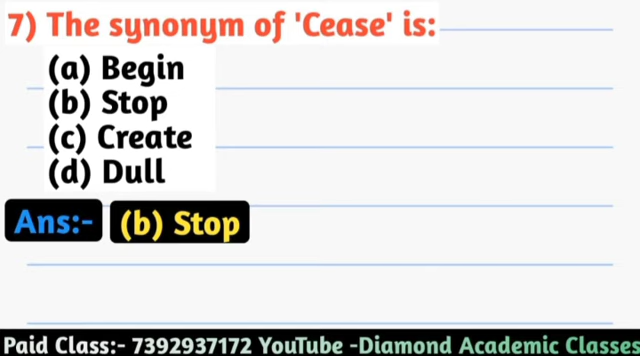 7) The synonym of 'Cease' is:
(a) Begin
(b) Stop
(c) Create
(d) Dull
Ans:- (b) Stop
Paid Class:- 7392937172 YouTube -Diamond Academic Classes